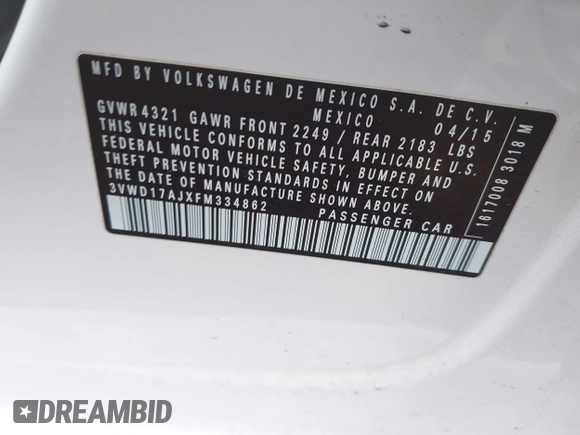 MFD BY VOLKSWAGEN DE MEXICO S.A. DE C.V.
MEXICO 04/15
GVWR 4321 GAWR FRONT 2249 / REAR 2183 LBS
THIS VEHICLE CONFORMS TO ALL APPLICABLE U.S.
FEDERAL MOTOR VEHICLE SAFETY, BUMPER AND
THEFT PREVENTION STANDARDS IN EFFECT ON
THE DATE OF MANUFACTURE SHOWN ABOVE.
3VWD17AJXFM334862 PASSENGER CAR
1617008 3018 M
DREAMBID